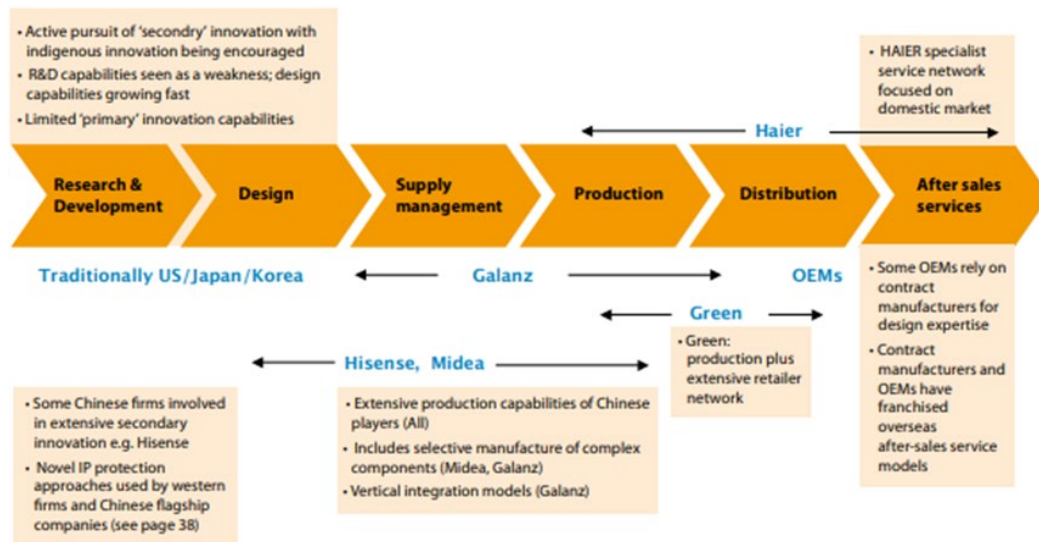 • Active pursuit of ‘secondry’ innovation with
indigenous innovation being encouraged
• R&D capabilities seen as a weakness; design
capabilities growing fast
• Limited ‘primary’ innovation capabilities
• HAIER specialist
service network
focused on
domestic market
Haier
Research &
Development
Design
Supply
management
Production
Distribution
After sales
services
Traditionally US/Japan/Korea
Galanz
OEMs
Green
• Green:
production plus
extensive retailer
network
• Some OEMs rely on
contract
manufacturers for
design expertise
• Contract
manufacturers and
OEMs have
franchised
overseas
after-sales service
models
Hisense, Midea
• Some Chinese firms involved
in extensive secondary
innovation e.g. Hisense
• Novel IP protection
approaches used by western
firms and Chinese flagship
companies (see page 38)
• Extensive production capabilities of Chinese
players (All)
• Includes selective manufacture of complex
components (Midea, Galanz)
• Vertical integration models (Galanz)